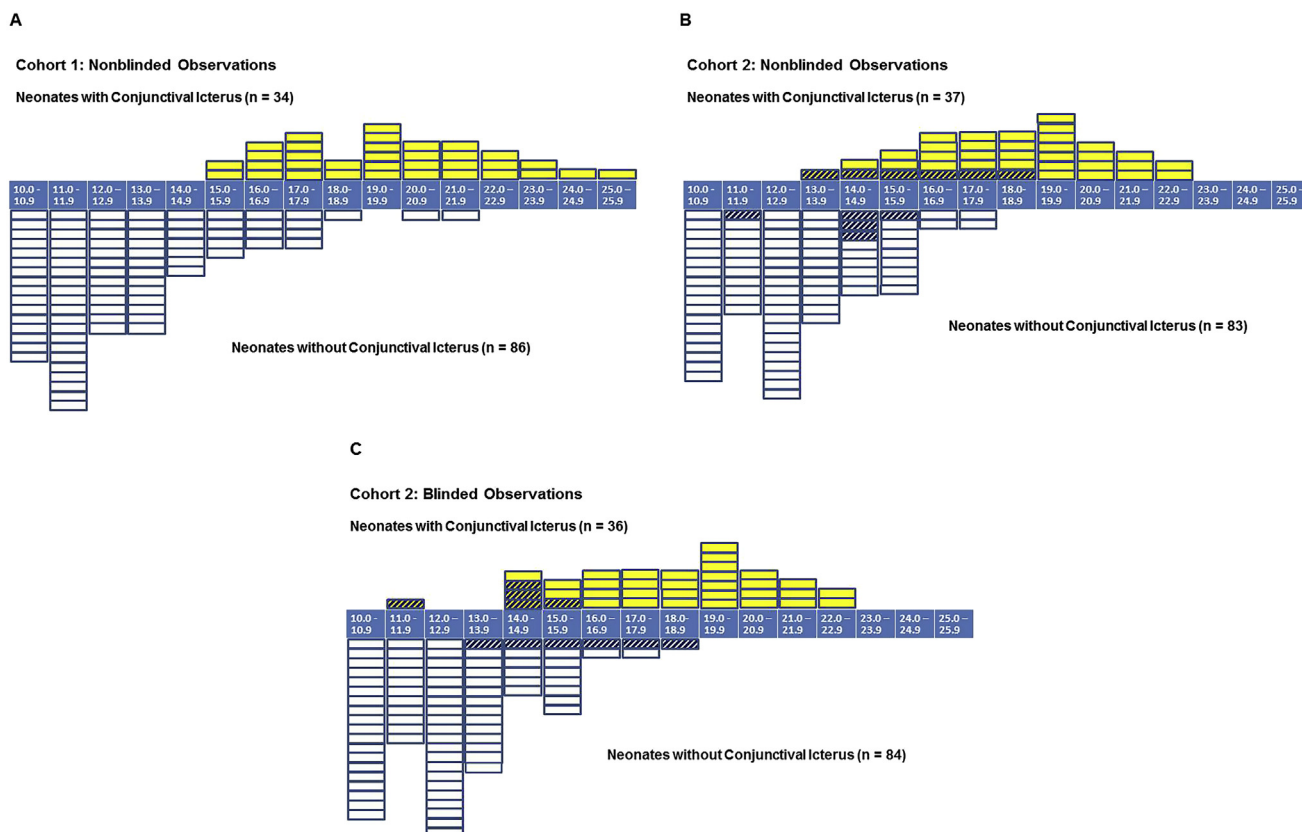 A
Cohort 1: Nonblinded Observations
Neonates with Conjunctival Icterus (n = 34)
10.0 - 11.0 - 12.0 – 13.0 – 14.0 - 15.0 - 16.0 - 17.0 - 18.0- 19.0 – 20.0 - 21.0 - 22.0 – 23.0 – 24.0 – 25.0 –
10.9 11.9 12.9 13.9 14.9 15.9 16.9 17.9 18.9 19.9 20.9 21.9 22.9 23.9 24.9 25.9
Neonates without Conjunctival Icterus (n = 86)
B
Cohort 2: Nonblinded Observations
Neonates with Conjunctival Icterus (n = 37)
10.0 - 11.0 - 12.0 – 13.0 – 14.0 - 15.0 - 16.0 - 17.0 - 18.0- 19.0 – 20.0 - 21.0 - 22.0 – 23.0 – 24.0 – 25.0 –
10.9 11.9 12.9 13.9 14.9 15.9 16.9 17.9 18.9 19.9 20.9 21.9 22.9 23.9 24.9 25.9
Neonates without Conjunctival Icterus (n = 83)
C
Cohort 2: Blinded Observations
Neonates with Conjunctival Icterus (n = 36)
10.0 - 11.0 - 12.0 – 13.0 – 14.0 - 15.0 - 16.0 - 17.0 - 18.0- 19.0 – 20.0 - 21.0 - 22.0 – 23.0 – 24.0 – 25.0 –
10.9 11.9 12.9 13.9 14.9 15.9 16.9 17.9 18.9 19.9 20.9 21.9 22.9 23.9 24.9 25.9
Neonates without Conjunctival Icterus (n = 84)